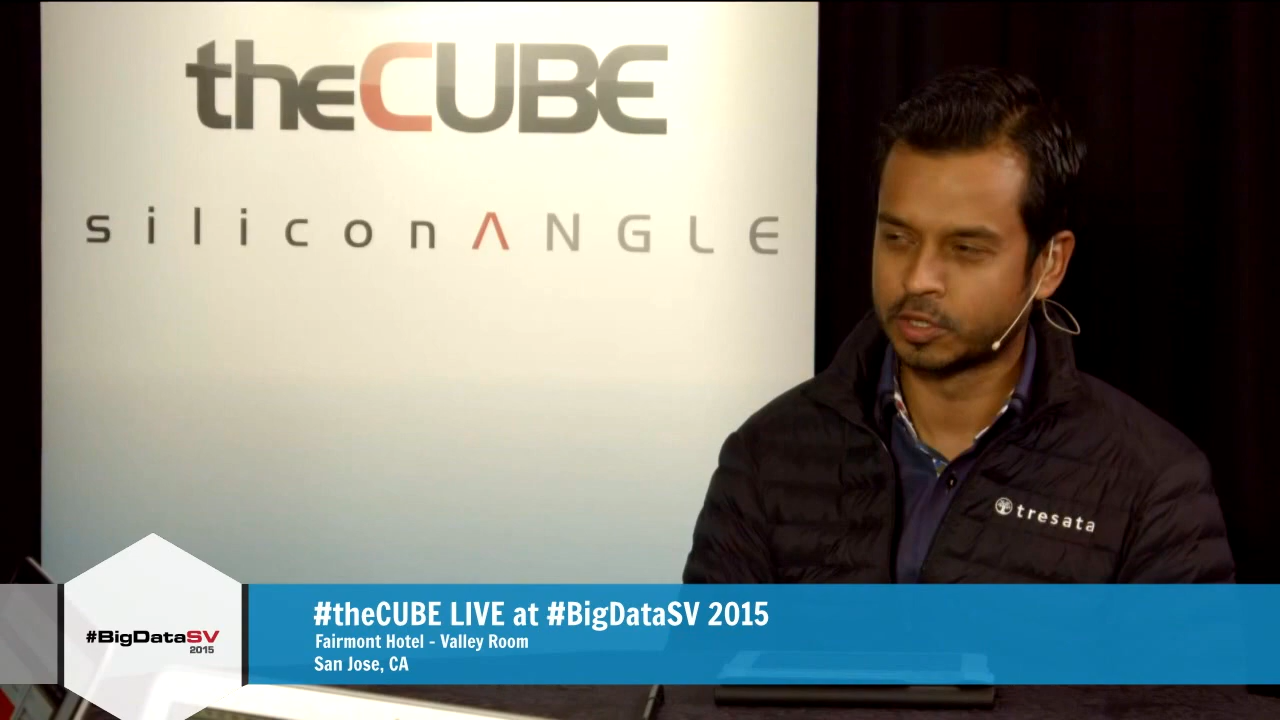 theCUBE
siliconANGLE
tresata
#BigDataSV
2015
#theCUBE LIVE at #BigDataSV 2015
Fairmont Hotel - Valley Room
San Jose, CA